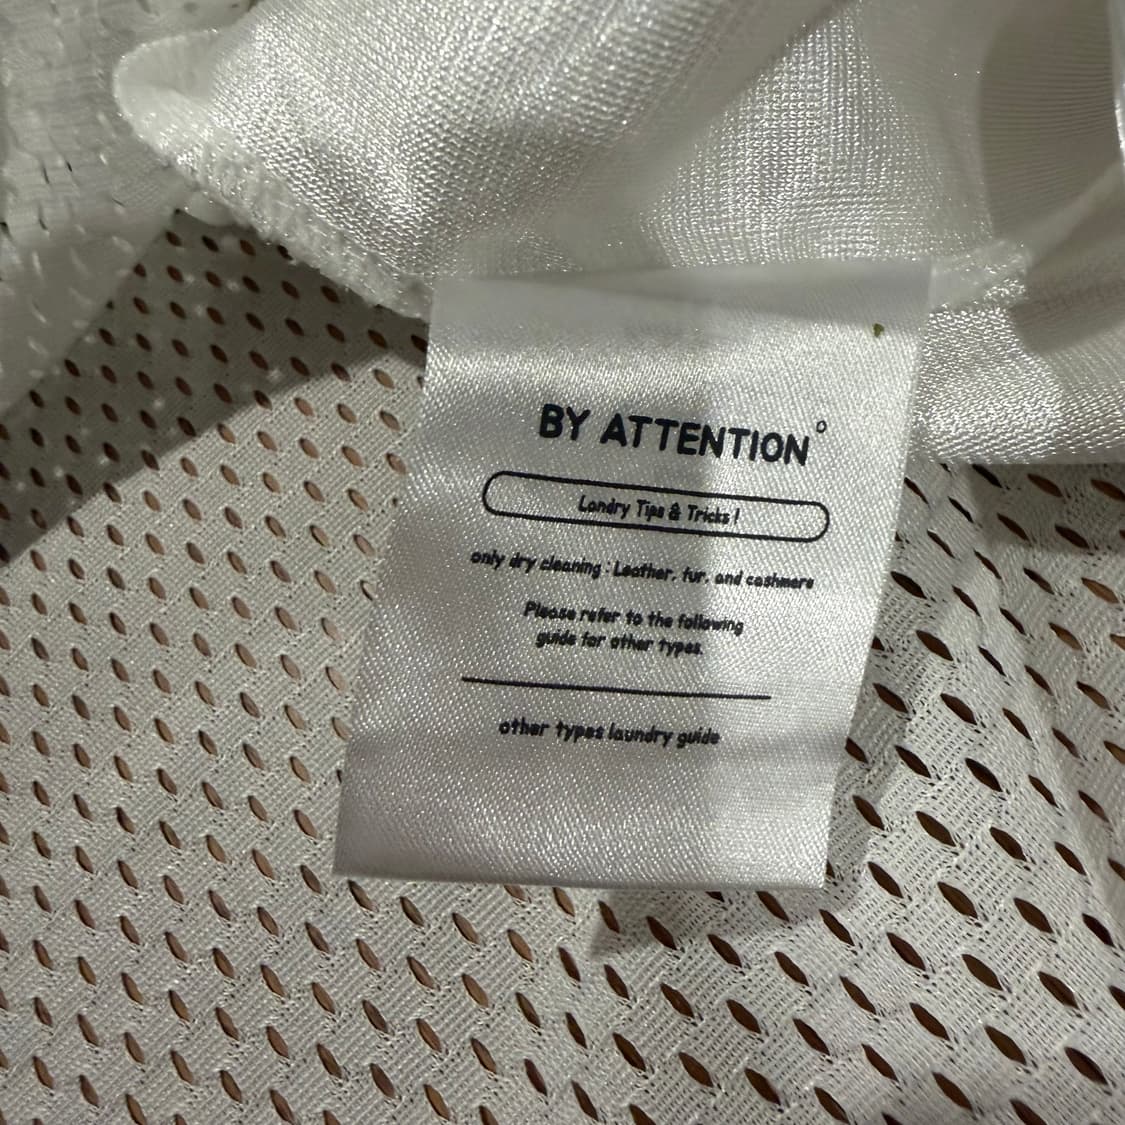 BY ATTENTION°
Landry Tips & Tricks !
only dry cleaning : Leather, fur, and cashmere
Please refer to the following
guide for other types.
other types laundry guide